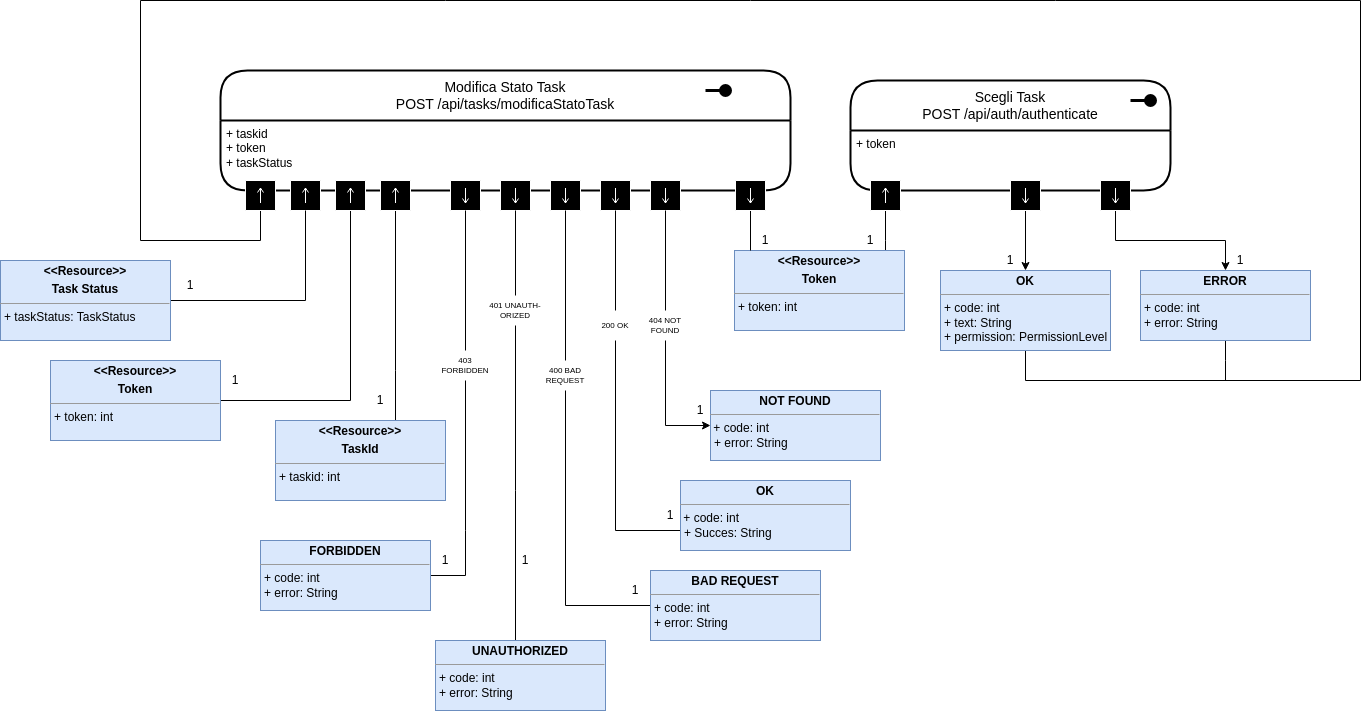 Modifica Stato Task
POST /api/tasks/modificaStatoTask
+ taskid
+ token
+ taskStatus
Scegli Task
POST /api/auth/authenticate
+ token
1
1
<<Resource>>
Token
+ token: int
1
OK
+ code: int
+ text: String
+ permission: PermissionLevel
1
ERROR
+ code: int
+ error: String
<<Resource>>
Task Status
+ taskStatus: TaskStatus
1
<<Resource>>
Token
+ token: int
1
1
<<Resource>>
TaskId
+ taskid: int
403
FORBIDDEN
401 UNAUTH-
ORIZED
400 BAD
REQUEST
200 OK
404 NOT
FOUND
1
NOT FOUND
+ code: int
+ error: String
1
OK
+ code: int
+ Succes: String
FORBIDDEN
+ code: int
+ error: String
1
1
1
BAD REQUEST
+ code: int
+ error: String
UNAUTHORIZED
+ code: int
+ error: String